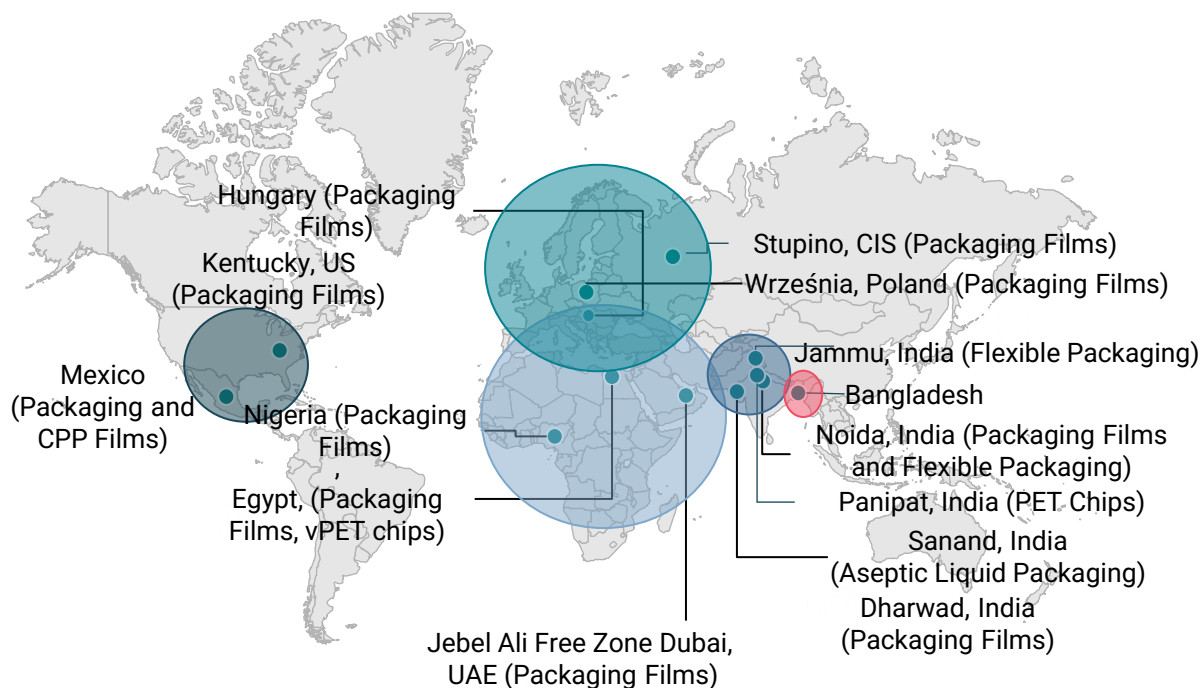 Hungary (Packaging
Films)
Kentucky, US
(Packaging Films)
Mexico
(Packaging and
CPP Films)
Nigeria (Packaging
Films)
,
Egypt, (Packaging
Films, vPET chips)
Jebel Ali Free Zone Dubai,
UAE (Packaging Films)
Stupino, CIS (Packaging Films)
Września, Poland (Packaging Films)
Jammu, India (Flexible Packaging)
Bangladesh
Noida, India (Packaging Films
and Flexible Packaging)
Panipat, India (PET Chips)
Sanand, India
(Aseptic Liquid Packaging)
Dharwad, India
(Packaging Films)